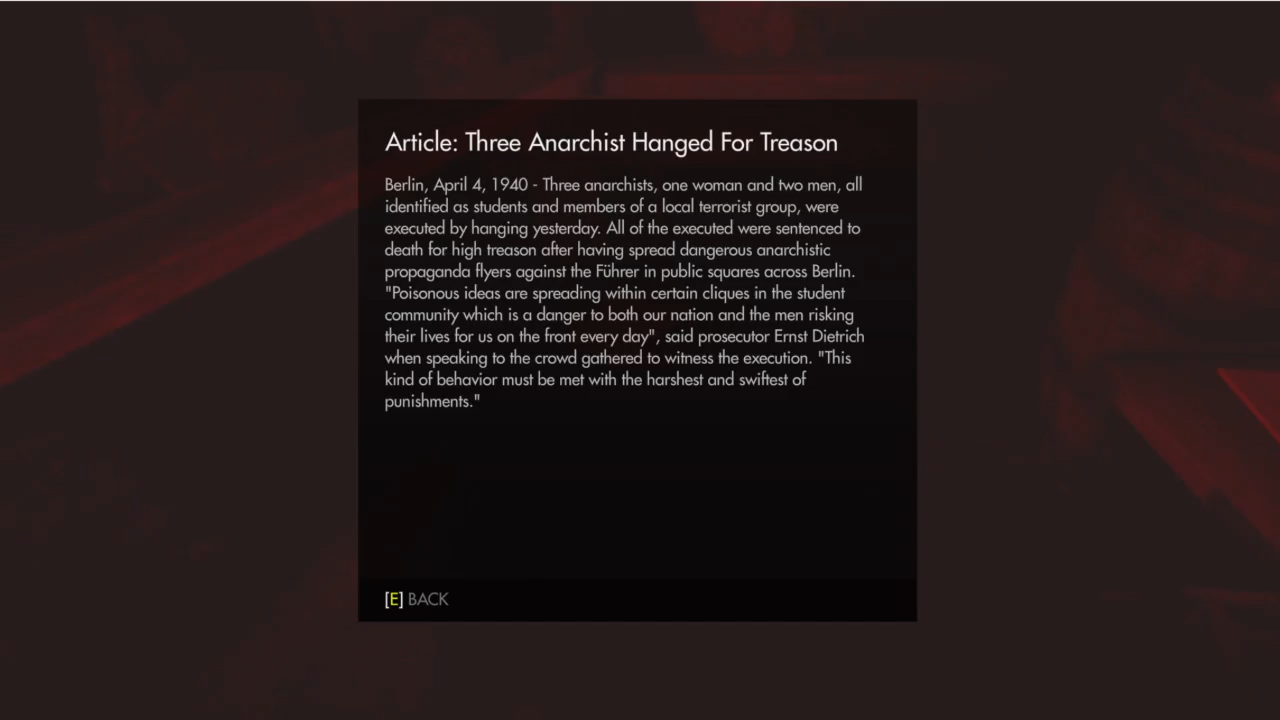 Article: Three Anarchist Hanged For Treason
Berlin, April 4, 1940 - Three anarchists, one woman and two men, all
identified as students and members of a local terrorist group, were
executed by hanging yesterday. All of the executed were sentenced to
death for high treason after having spread dangerous anarchistic
propaganda flyers against the Führer in public squares across Berlin.
"Poisonous ideas are spreading within certain cliques in the student
community which is a danger to both our nation and the men risking
their lives for us on the front every day", said prosecutor Ernst Dietrich
when speaking to the crowd gathered to witness the execution. "This
kind of behavior must be met with the harshest and swiftest of
punishments."
[E] BACK